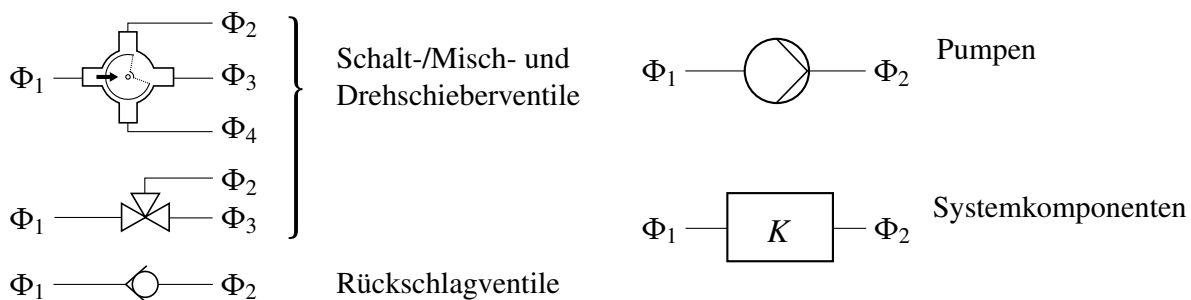 Φ₂
Φ₁ Φ₃
Φ₄
Schalt-/Misch- und
Drehschieberventile
Φ₂
Φ₁ Φ₃
Φ₁ Φ₂ Rückschlagventile
Φ₁ Φ₂ Pumpen
Φ₁ K Φ₂ Systemkomponenten